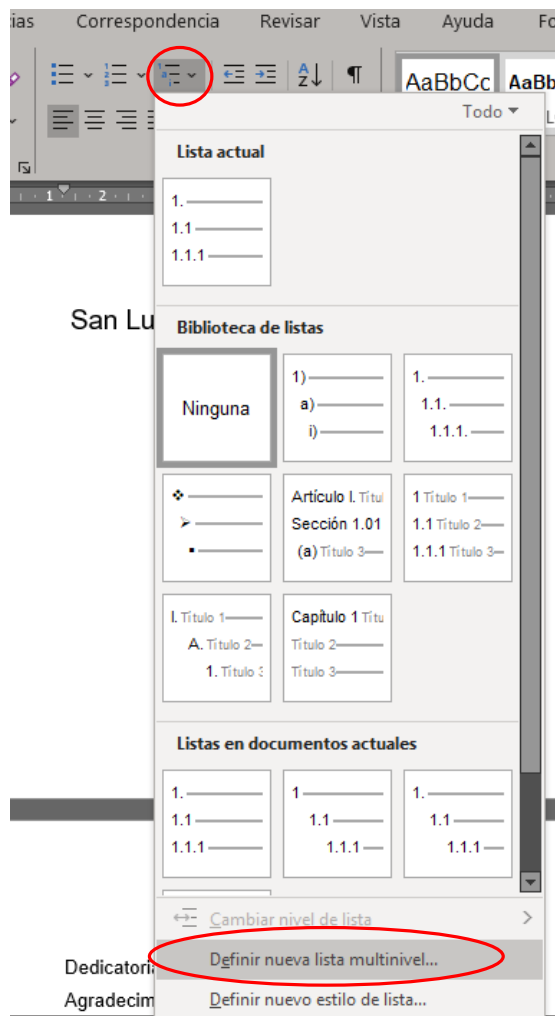 ias Correspondencia Revisar Vista Ayuda Fo
AaBbCc AaBb
Todo
1 2
Lista actual
1.
1.1
1.1.1
San Lu
Biblioteca de listas
Ninguna
1)
a)
i)
1.
1.1.
1.1.1.
Artículo I. Títul
Sección 1.01
(a) Título 3
1 Título 1
1.1 Título 2
1.1.1 Título 3
I. Título 1
A. Título 2
1. Título 3
Capítulo 1 Títu
Título 2
Título 3
Listas en documentos actuales
1.
1.1
1.1.1
1
1.1
1.1.1
1.
1.1
1.1.1
Cambiar nivel de lista
Definir nueva lista multinivel...
Dedicatori
Agradecim
Definir nuevo estilo de lista...